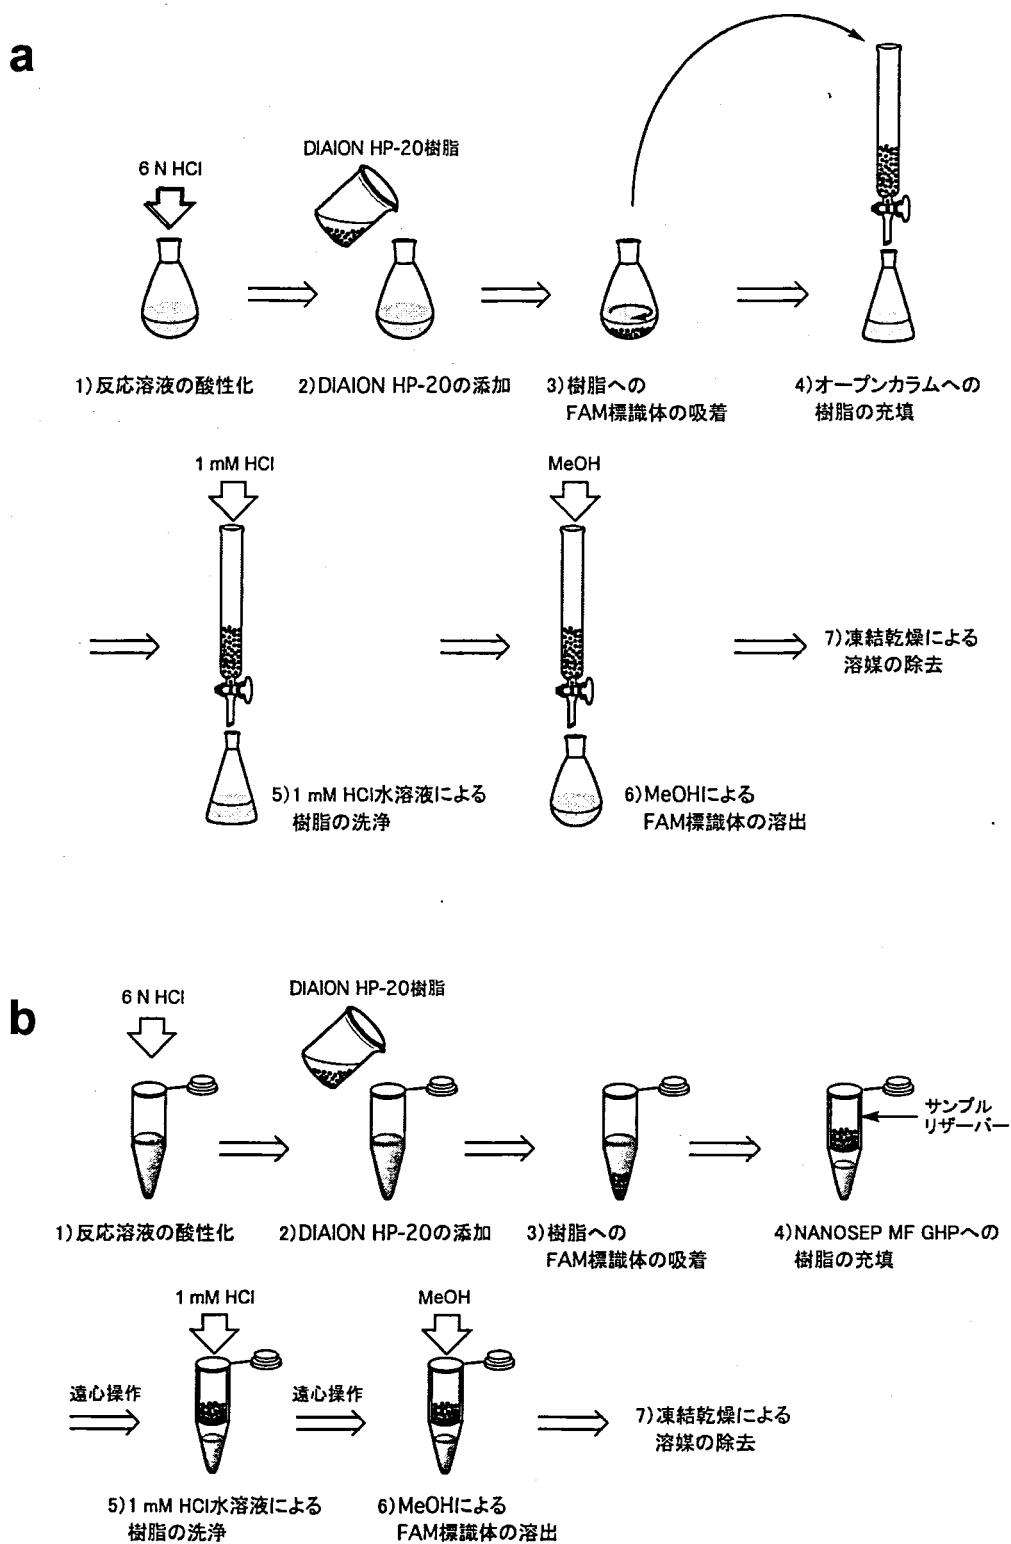 a
DIAION HP-20樹脂
6 N HCl
1)反応溶液の酸性化
2)DIAION HP-20の添加
3)樹脂への
FAM標識体の吸着
4)オープンカラムへの
樹脂の充填
1 mM HCl
MeOH
5)1 mM HCl水溶液による
樹脂の洗浄
6)MeOHによる
FAM標識体の溶出
7)凍結乾燥による
溶媒の除去
b
6 N HCl
DIAION HP-20樹脂
サンプル
リザーバー
1)反応溶液の酸性化
2)DIAION HP-20の添加
3)樹脂への
FAM標識体の吸着
4)NANOSEP MF GHPへの
樹脂の充填
1 mM HCl
MeOH
遠心操作
遠心操作
5)1 mM HCl水溶液による
樹脂の洗浄
6)MeOHによる
FAM標識体の溶出
7)凍結乾燥による
溶媒の除去